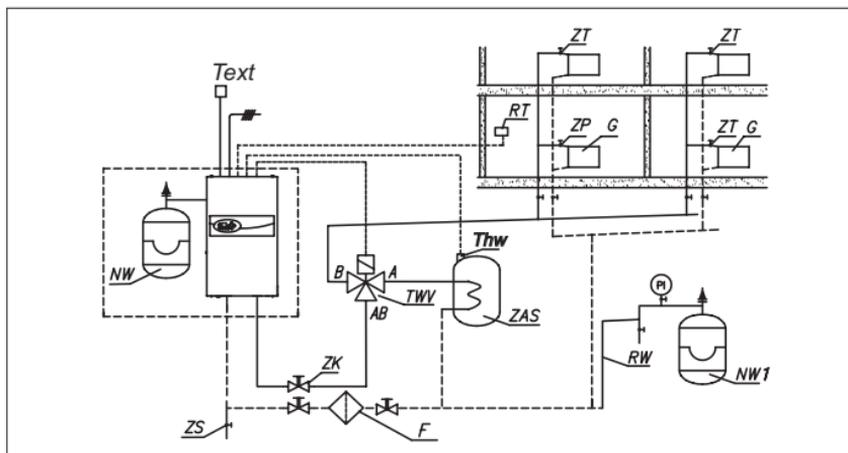 ZT ZT
Text
RT
ZP G ZT G
Thw
NW
B A
TWV
AB
ZAS
PI
RW
NW1
ZK
ZS
F